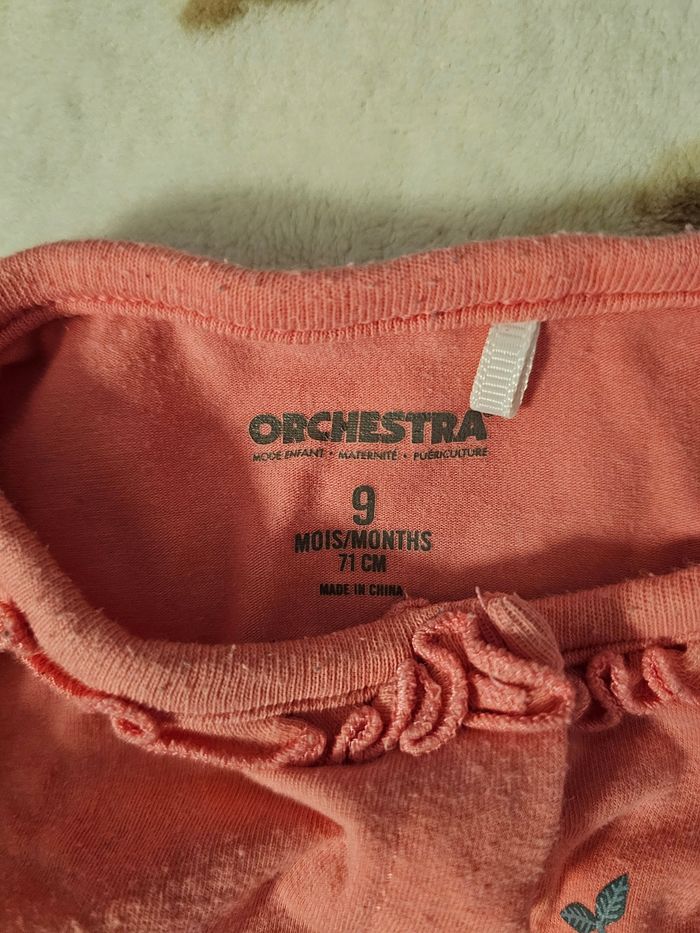 ORCHESTRA
MODE ENFANT • MATERNITÉ • PUÉRICULTURE
9
MOIS/MONTHS
71 CM
MADE IN CHINA